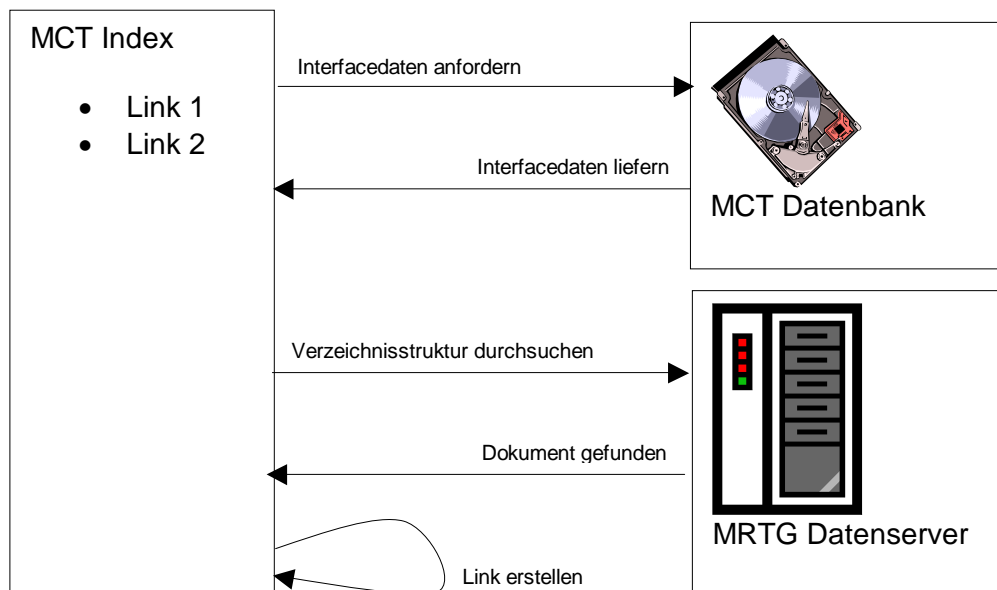 MCT Index
• Link 1
• Link 2
Interfacedaten anfordern
Interfacedaten liefern
MCT Datenbank
Verzeichnisstruktur durchsuchen
Dokument gefunden
MRTG Datenserver
Link erstellen